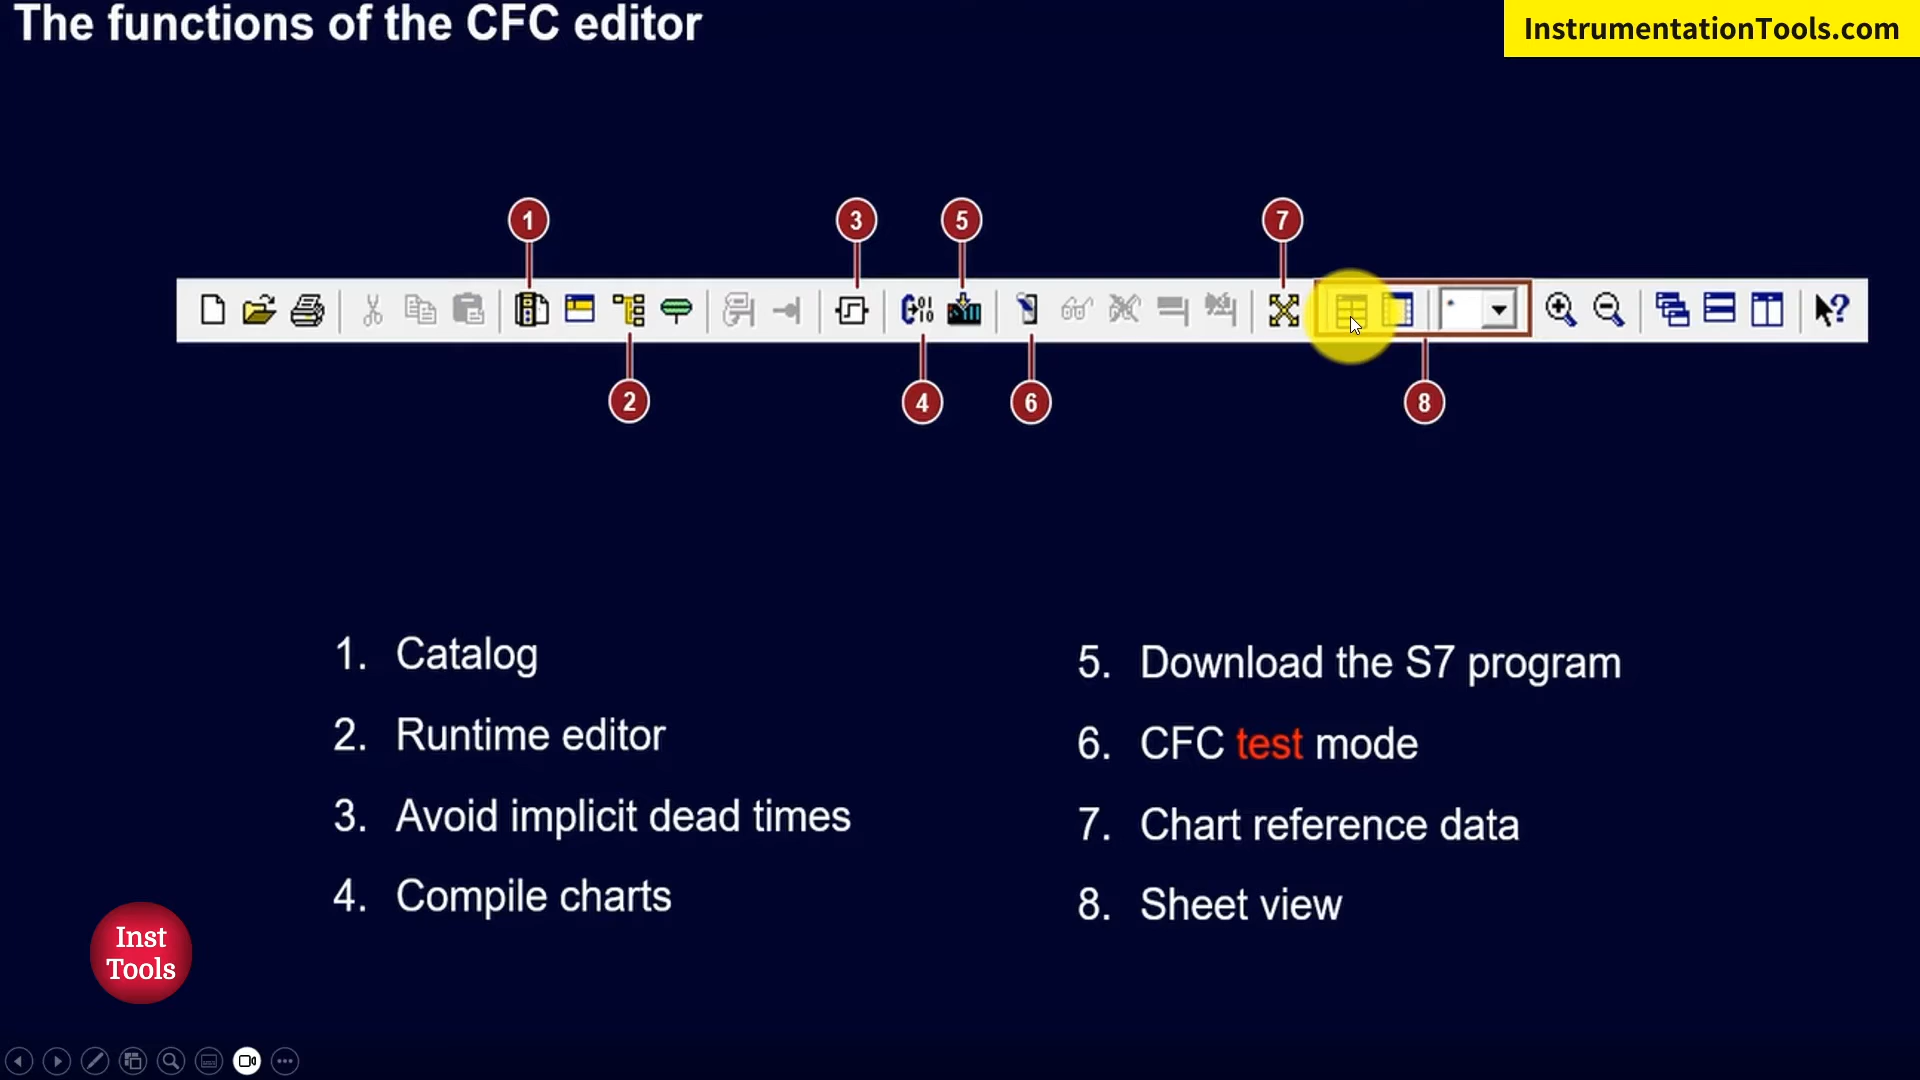 The functions of the CFC editor
InstrumentationTools.com
1
3
5
7
2
4
6
8
1. Catalog
2. Runtime editor
3. Avoid implicit dead times
4. Compile charts
5. Download the S7 program
6. CFC test mode
7. Chart reference data
8. Sheet view
Inst
Tools